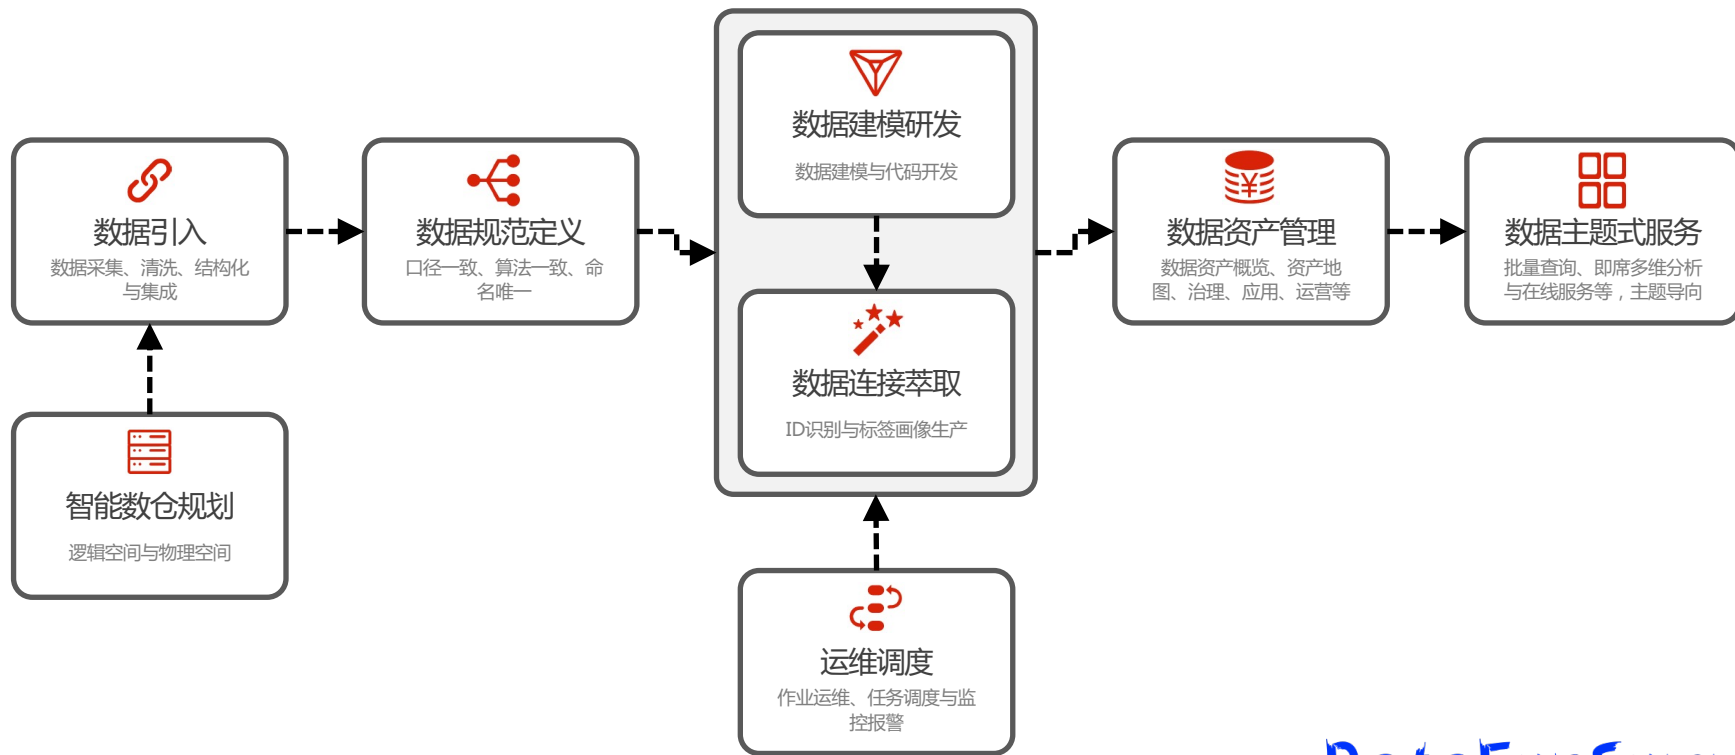 数据引入
数据采集、清洗、结构化
与集成
智能数仓规划
逻辑空间与物理空间
数据规范定义
口径一致、算法一致、命
名唯一
数据建模研发
数据建模与代码开发
数据连接萃取
ID识别与标签画像生产
运维调度
作业运维、任务调度与监
控报警
数据资产管理
数据资产概览、资产地
图、治理、应用、运营等
数据主题式服务
批量查询、即席多维分析
与在线服务等，主题导向